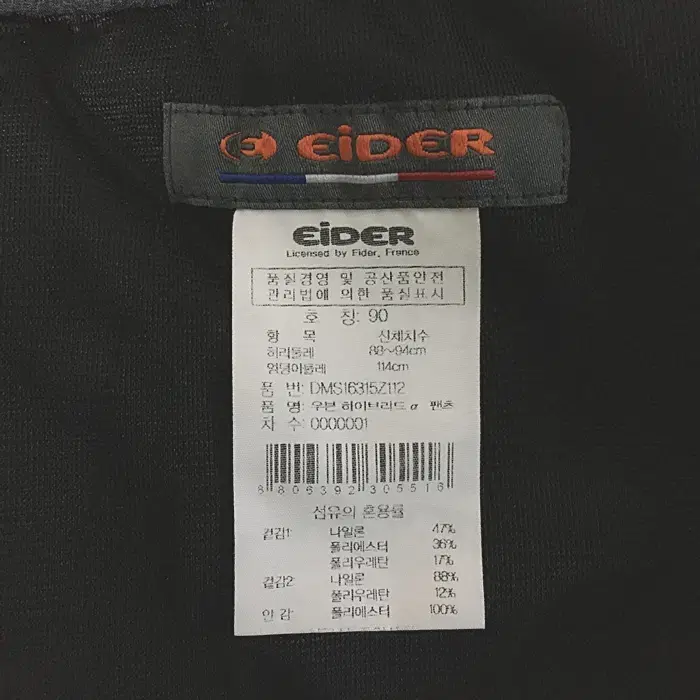 EiDER
EiDER
Licensed by Eider, France
품질경영 및 공산품안전
관리법에 의한 품질표시
호 칭: 90
항 목 신체치수
허리둘레 88~94cm
엉덩이둘레 114cm
품 번: DMS16315Z112
품 명: 우븐 하이브리드 α 팬츠
차 수: 0000001
8 806392 305516
섬유의 혼용률
겉감1: 나일론 47%
폴리에스터 36%
폴리우레탄 17%
겉감2: 나일론 88%
폴리우레탄 12%
안 감: 폴리에스터 100%